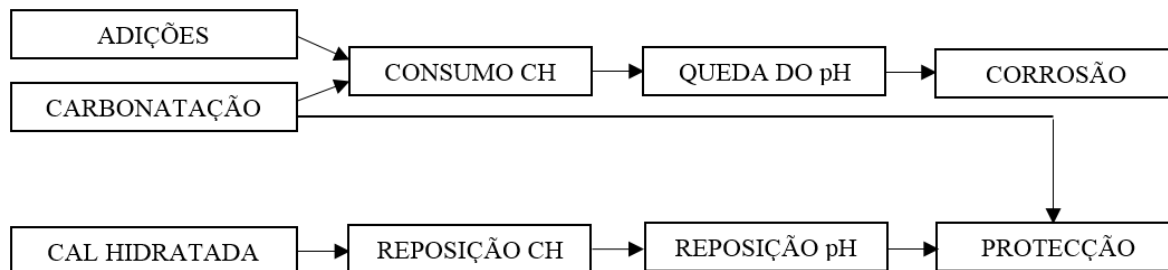 ADIÇÕES
CARBONATAÇÃO
CONSUMO CH
QUEDA DO pH
CORROSÃO
CAL HIDRATADA
REPOSIÇÃO CH
REPOSIÇÃO pH
PROTECÇÃO